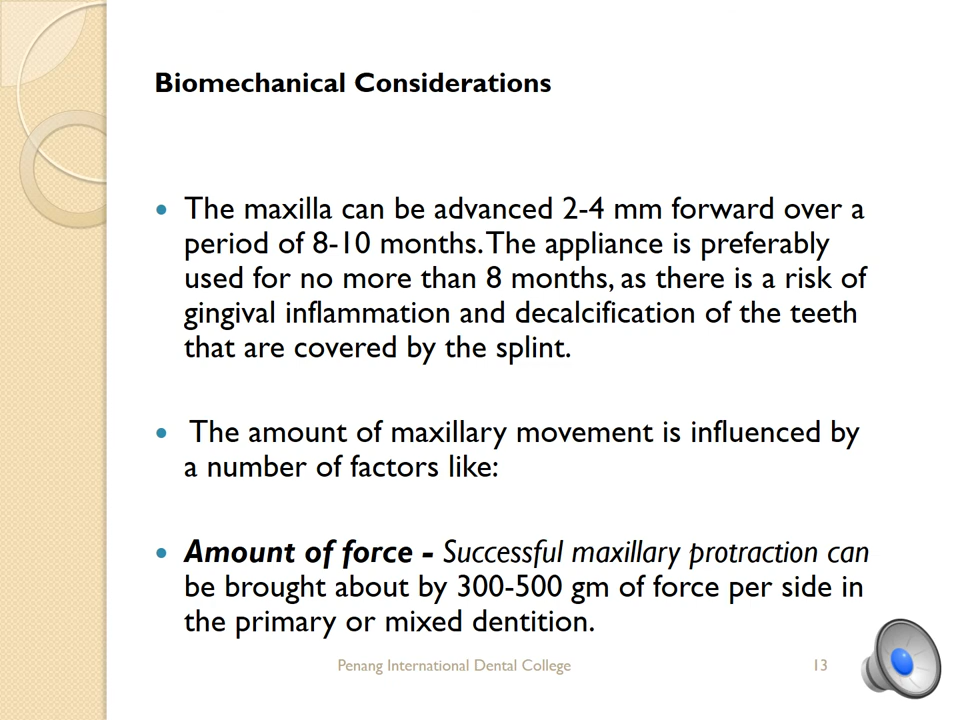 Biomechanical Considerations
• The maxilla can be advanced 2-4 mm forward over a
period of 8-10 months. The appliance is preferably
used for no more than 8 months, as there is a risk of
gingival inflammation and decalcification of the teeth
that are covered by the splint.
• The amount of maxillary movement is influenced by
a number of factors like:
• Amount of force - Successful maxillary protraction can
be brought about by 300-500 gm of force per side in
the primary or mixed dentition.
Penang International Dental College 13